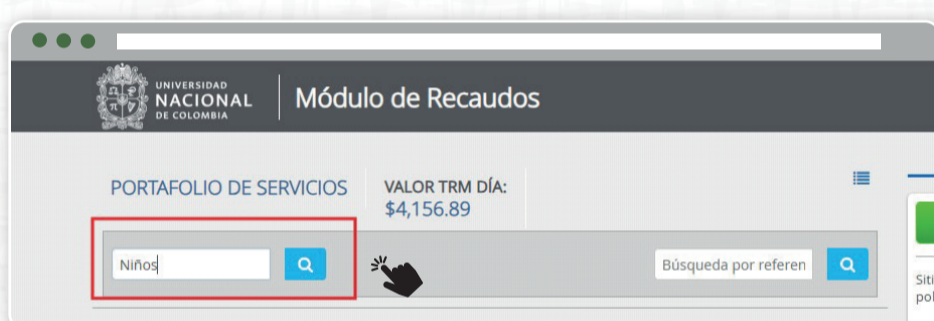 UNIVERSIDAD
NACIONAL
DE COLOMBIA
Módulo de Recaudos
PORTAFOLIO DE SERVICIOS
VALOR TRM DÍA:
$4,156.89
Niños
Búsqueda por referen
Siti
pol